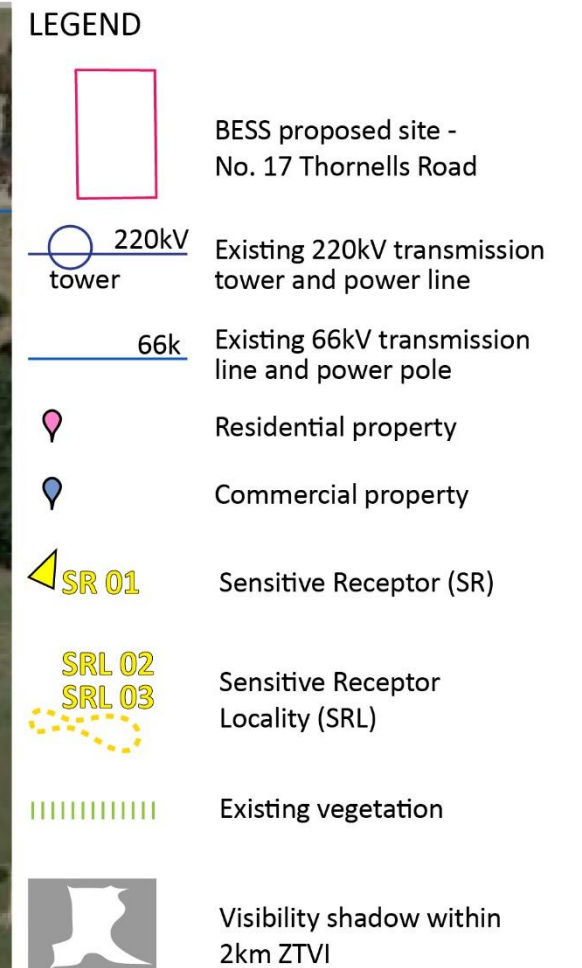 LEGEND
BESS proposed site -
No. 17 Thornells Road
220kV
tower
Existing 220kV transmission
tower and power line
66k
Existing 66kV transmission
line and power pole
Residential property
Commercial property
SR 01
Sensitive Receptor (SR)
SRL 02
SRL 03
Sensitive Receptor
Locality (SRL)
Existing vegetation
Visibility shadow within
2km ZTVI